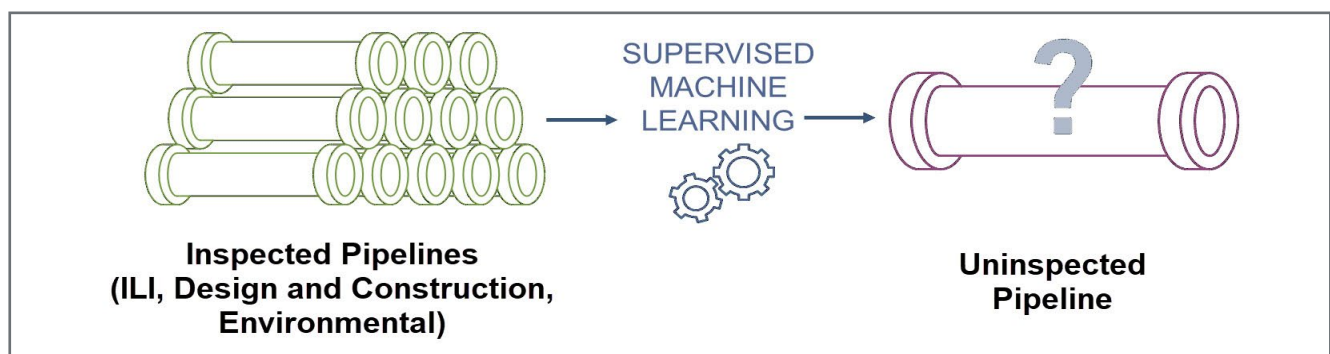 SUPERVISED
MACHINE
LEARNING
?
Inspected Pipelines
(ILI, Design and Construction,
Environmental)
Uninspected
Pipeline